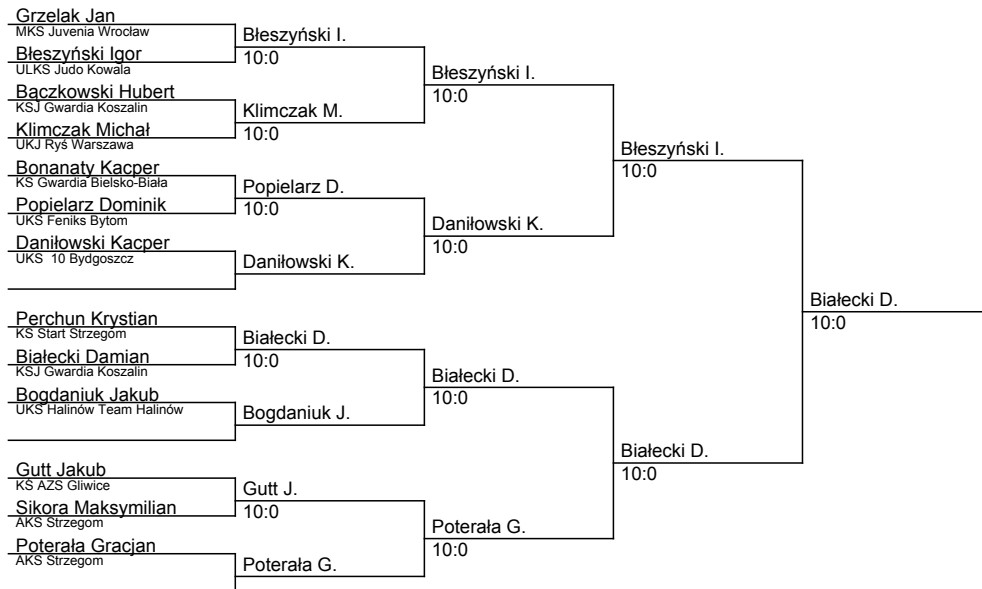 Grzelak Jan
MKS Juvenia Wrocław
Błeszyński Igor
ULKS Judo Kowala
Bączkowski Hubert
KSJ Gwardia Koszalin
Klimczak Michał
UKJ Ryś Warszawa
Bonanaty Kacper
KS Gwardia Bielsko-Biała
Popielarz Dominik
UKS Feniks Bytom
Daniłowski Kacper
UKS 10 Bydgoszcz
Perchun Krystian
KS Start Strzegom
Białecki Damian
KSJ Gwardia Koszalin
Bogdaniuk Jakub
UKS Halinów Team Halinów
Gutt Jakub
KŚ AZS Gliwice
Sikora Maksymilian
AKS Strzegom
Poterała Gracjan
AKS Strzegom
Błeszyński I.
10:0
Klimczak M.
10:0
Popielarz D.
10:0
Daniłowski K.
Białecki D.
10:0
Bogdaniuk J.
Gutt J.
10:0
Poterała G.
Błeszyński I.
10:0
Daniłowski K.
10:0
Białecki D.
10:0
Poterała G.
10:0
Błeszyński I.
10:0
Białecki D.
10:0
Białecki D.
10:0